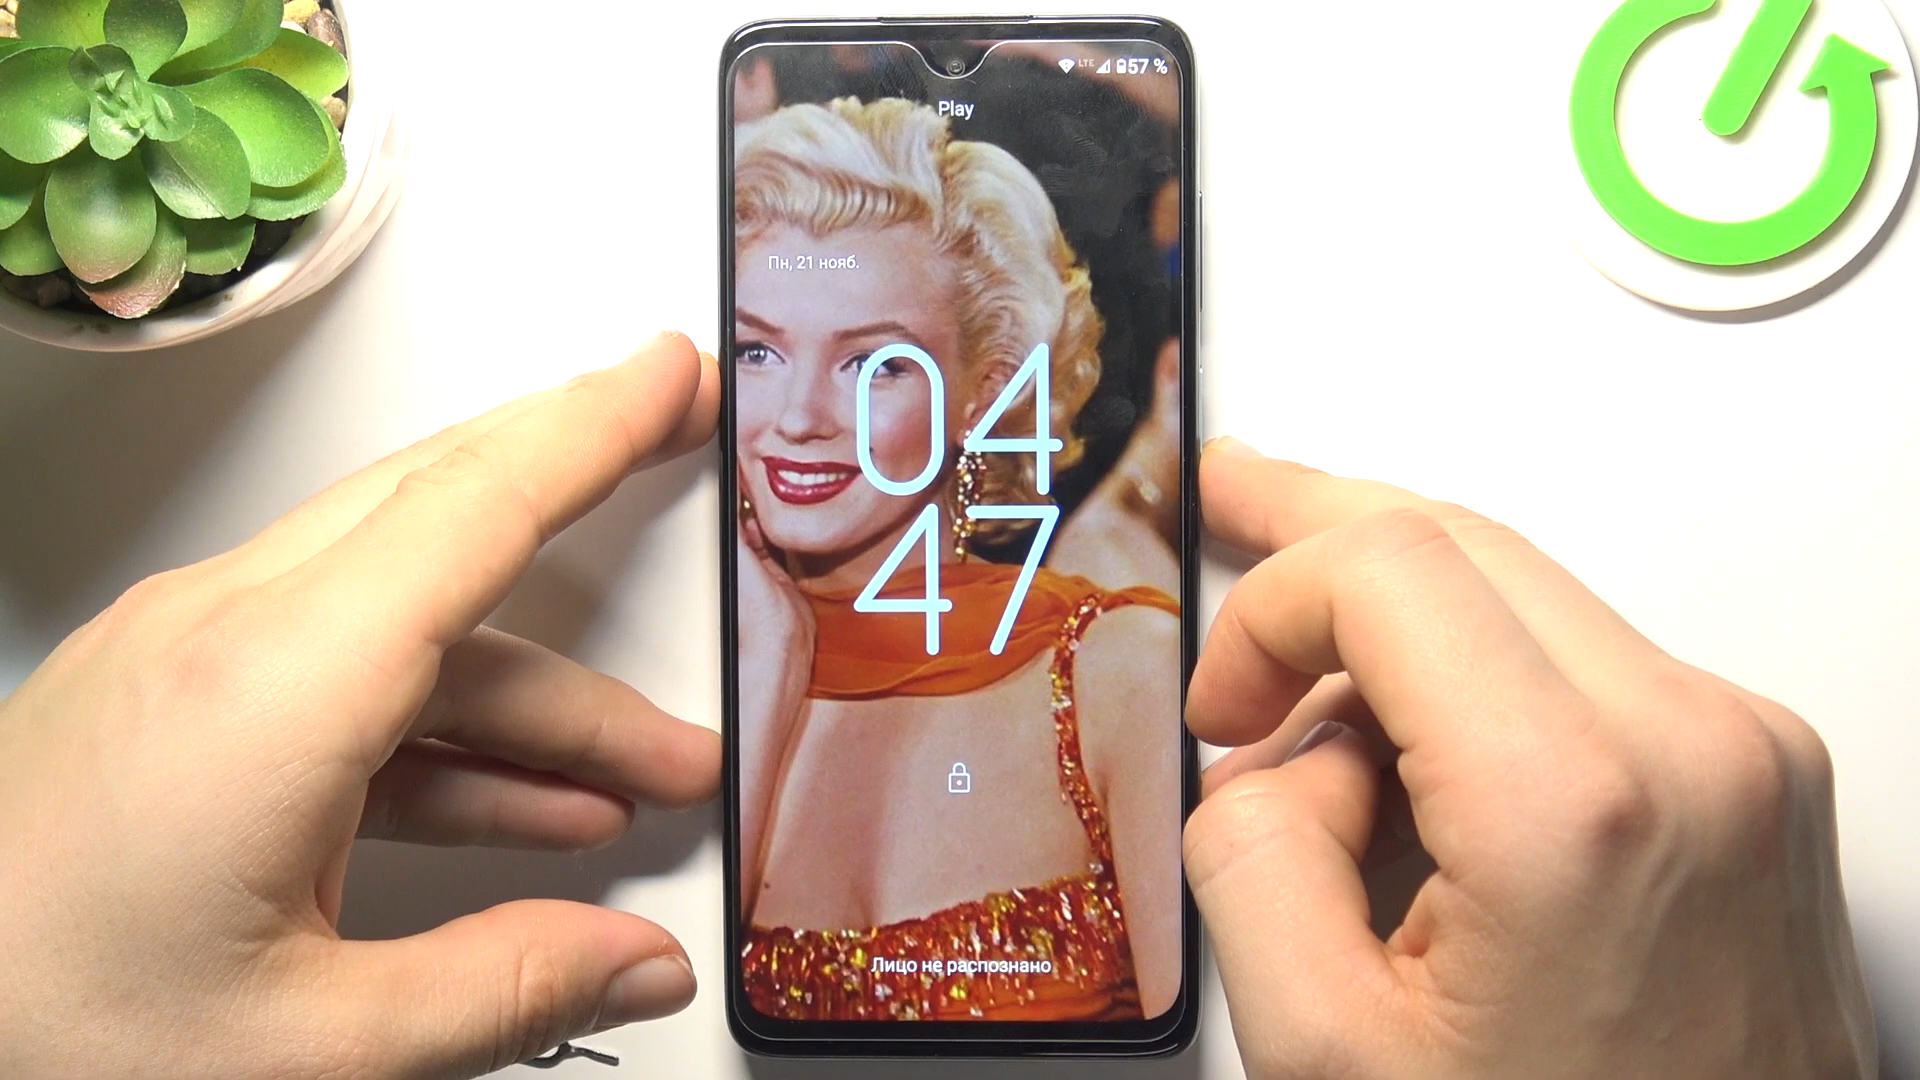 LTE 57 %
Play
Пн, 21 нояб.
04
47
Лицо не распознано